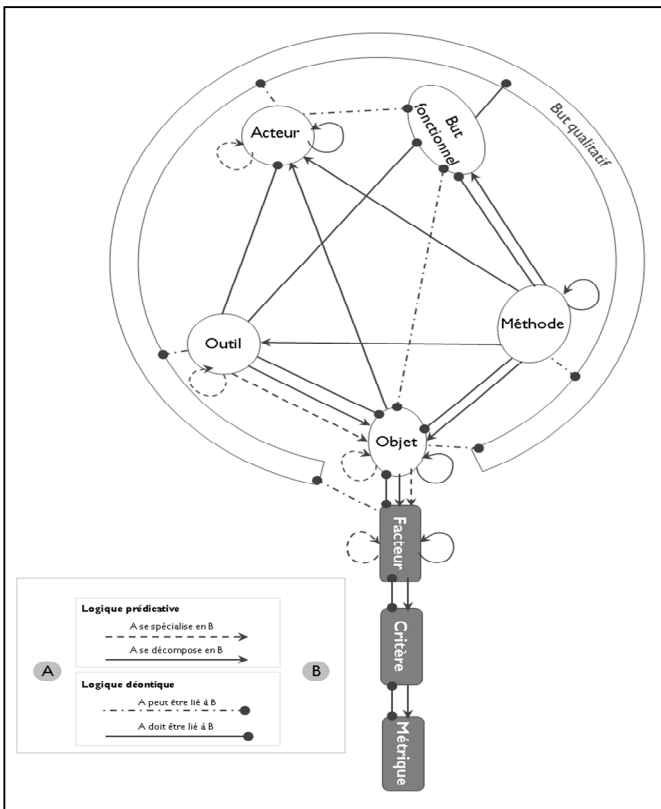 But qualitatif
But
fonctionnel
Acteur
Méthode
Outil
Objet
Facteur
Critère
Métrique
Logique prédicative
A se spécialise en B
A se décompose en B
A
B
Logique déontique
A peut être lié à B
A doit être lié à B